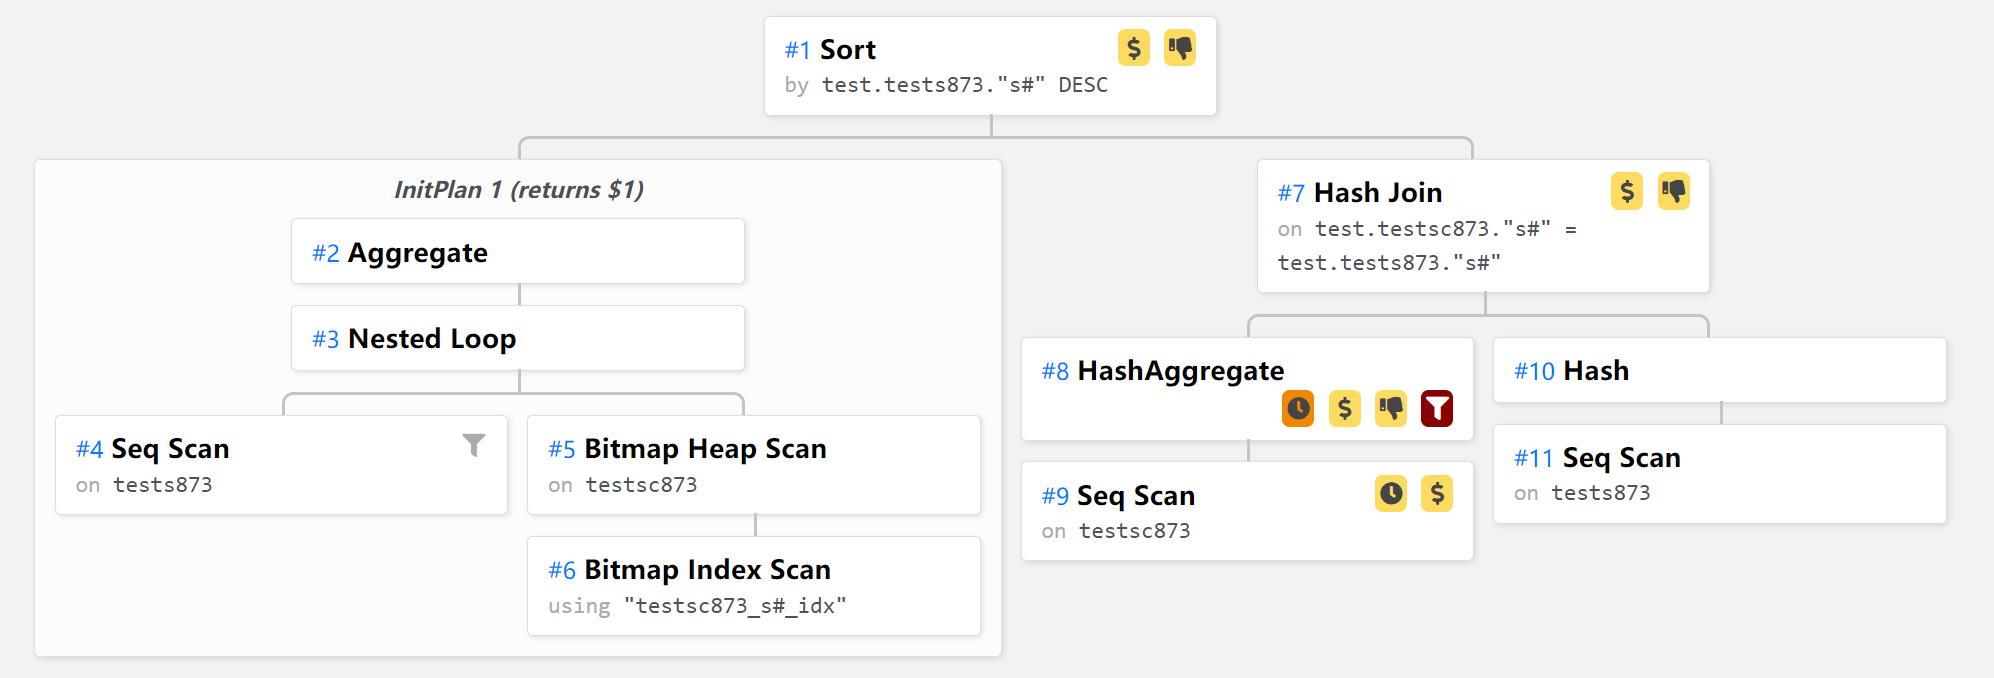 #1 Sort
by test.tests873."s#" DESC
InitPlan 1 (returns $1)
#2 Aggregate
#3 Nested Loop
#4 Seq Scan
on tests873
#5 Bitmap Heap Scan
on testsc873
#6 Bitmap Index Scan
using "testsc873_s#_idx"
#7 Hash Join
on test.testsc873."s#" =
test.tests873."s#"
#8 HashAggregate
#9 Seq Scan
on testsc873
#10 Hash
#11 Seq Scan
on tests873